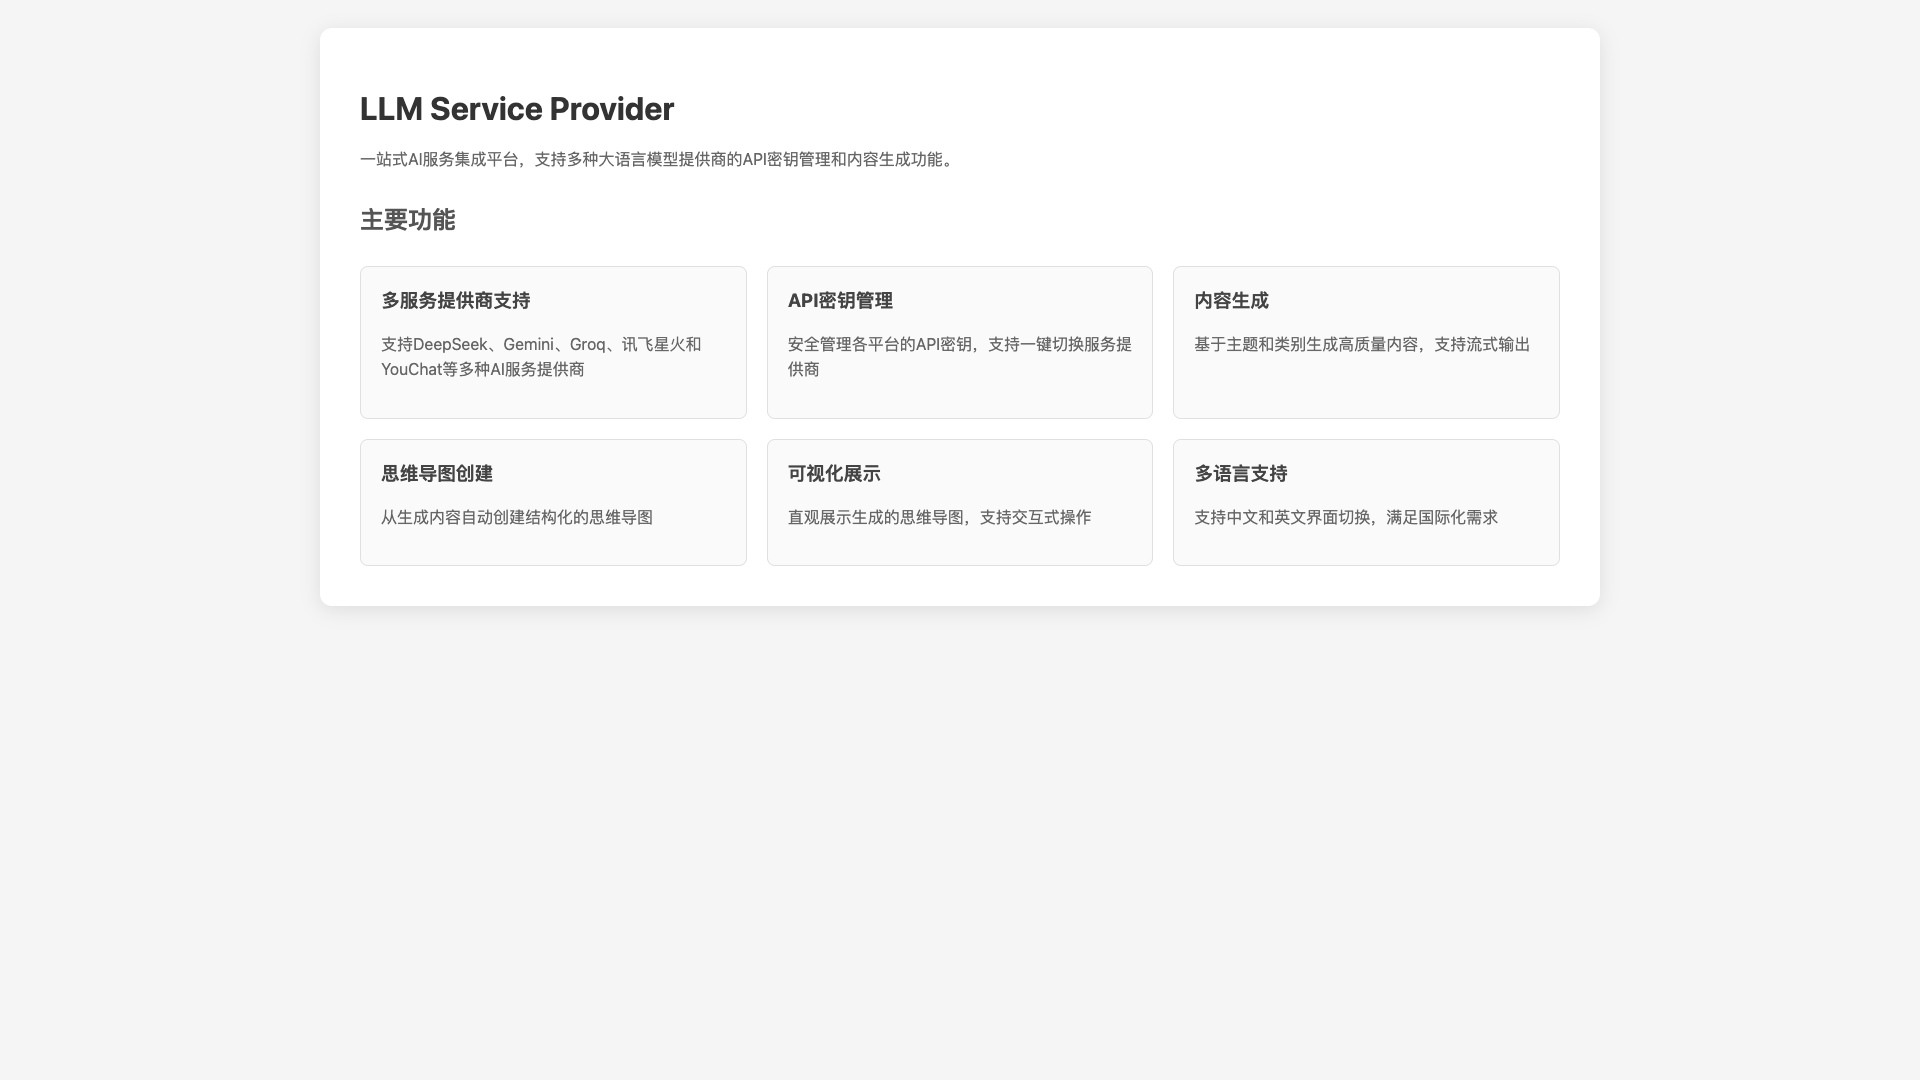 LLM Service Provider
一站式AI服务集成平台，支持多种大语言模型提供商的API密钥管理和内容生成功能。
主要功能
多服务提供商支持
支持DeepSeek、Gemini、Groq、讯飞星火和
YouChat等多种AI服务提供商
API密钥管理
安全管理各平台的API密钥，支持一键切换服务提
供商
内容生成
基于主题和类别生成高质量内容，支持流式输出
思维导图创建
从生成内容自动创建结构化的思维导图
可视化展示
直观展示生成的思维导图，支持交互式操作
多语言支持
支持中文和英文界面切换，满足国际化需求